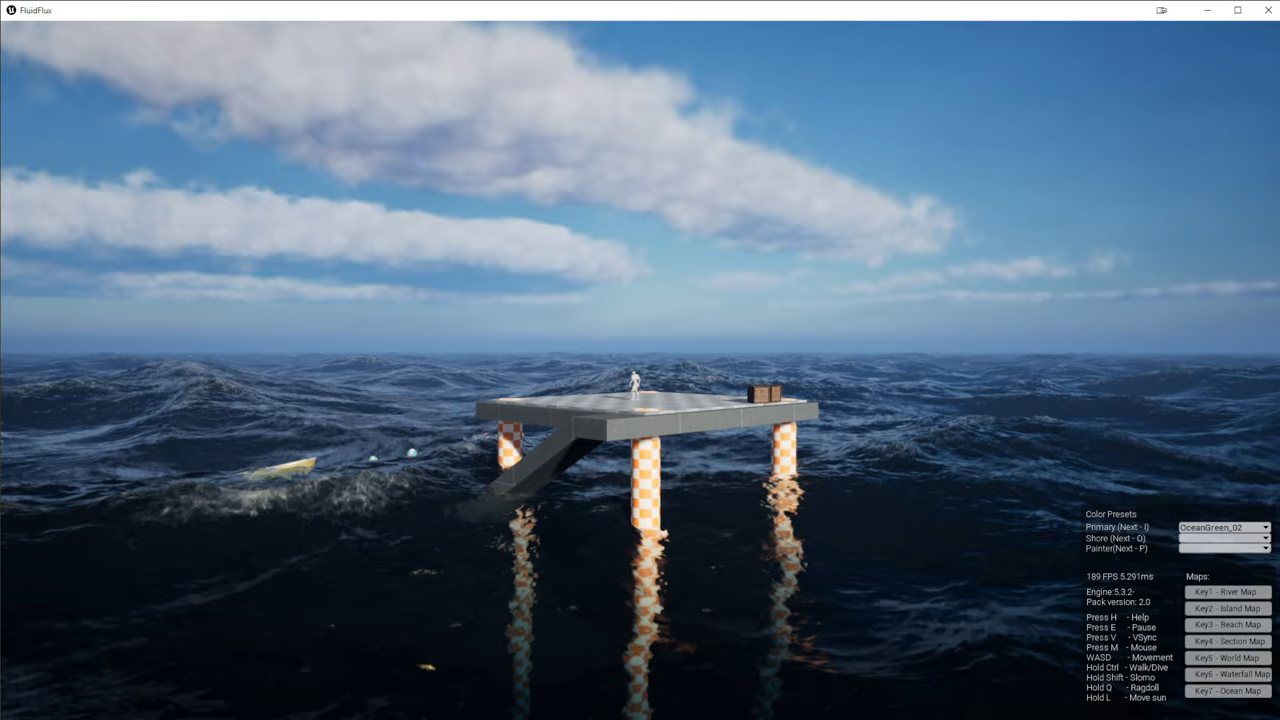 FluidFlux
Color Presets
Primary (Next - I) OceanGreen_02
Shore (Next - O)
Painter(Next - P)
189 FPS 5.291ms Maps:
Engine:5.3.2-
Pack version: 2.0
Press H - Help
Press E - Pause
Press V - VSync
Press M - Mouse
WASD - Movement
Hold Ctrl - Walk/Dive
Hold Shift - Slomo
Hold Q - Ragdoll
Hold L - Move sun
Key1 - River Map
Key2 - Island Map
Key3 - Beach Map
Key4 - Section Map
Key5 - World Map
Key6 - Waterfall Map
Key7 - Ocean Map